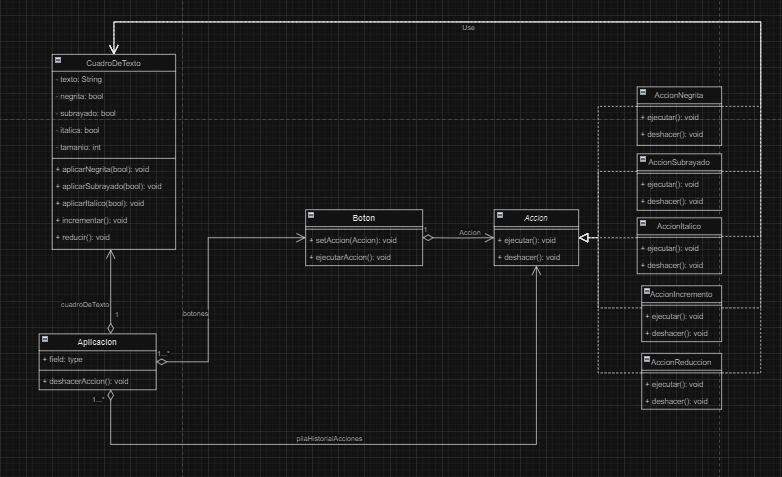 Use
CuadroDeTexto
- texto: String
- negrita: bool
- subrayado: bool
- italica: bool
- tamanio: int
+ aplicarNegrita(bool): void
+ aplicarSubrayado(bool): void
+ aplicarItalico(bool): void
+ incrementar(): void
+ reducir(): void
cuadroDeTexto
1
Aplicacion
+ field: type
+ deshacerAccion(): void
1...*
botones
1...*
pilaHistorialAcciones
Boton
+ setAccion(Accion): void
+ ejecutarAccion(): void
1
Accion
Accion
+ ejecutar(): void
+ deshacer(): void
AccionNegrita
+ ejecutar(): void
+ deshacer(): void
AccionSubrayado
+ ejecutar(): void
+ deshacer(): void
AccionItalico
+ ejecutar(): void
+ deshacer(): void
AccionIncremento
+ ejecutar(): void
+ deshacer(): void
AccionReduccion
+ ejecutar(): void
+ deshacer(): void